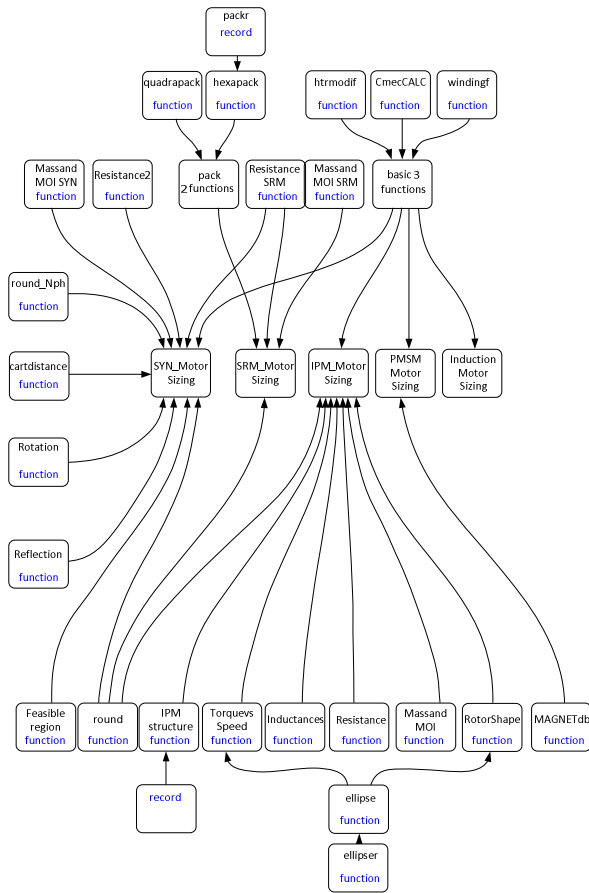 packr
record
quadrapack
function
hexapack
function
htrmodif
function
CmecCALC
function
windingf
function
Massand
MOI SYN
function
Resistance2
function
pack
2 functions
Resistance
SRM
function
Massand
MOI SRM
function
basic 3
functions
round_Nph
function
cartdistance
function
SYN_Motor
Sizing
SRM_Motor
Sizing
IPM_Motor
Sizing
PMSM
Motor
Sizing
Induction
Motor
Sizing
Rotation
function
Reflection
function
Feasible
region
function
round
function
IPM
structure
function
Torquevs
Speed
function
Inductances
function
Resistance
function
Massand
MOI
function
RotorShape
function
MAGNETdb
function
record
ellipse
function
ellipser
function